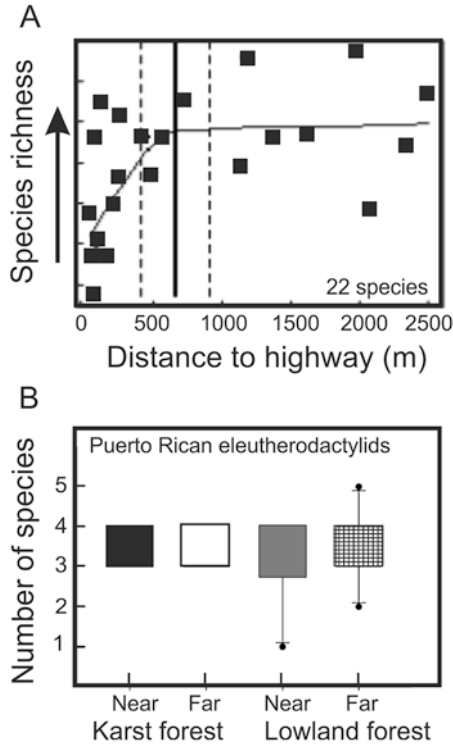 A
Species richness
22 species
0 500 1000 1500 2000 2500
Distance to highway (m)
B
Puerto Rican eleutherodactylids
Number of species
5
4
3
2
1
Near Far Near Far
Karst forest Lowland forest